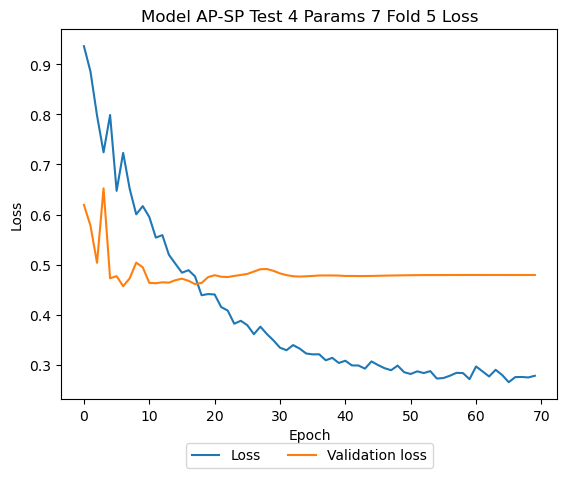 Model AP-SP Test 4 Params 7 Fold 5 Loss
0.9
0.8
0.7
0.6
0.5
0.4
0.3
Loss
0 10 20 30 40 50 60 70
Epoch
Loss Validation loss